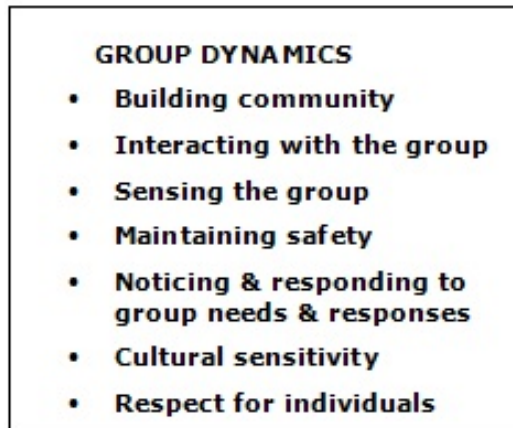 GROUP DYNAMICS
• Building community
• Interacting with the group
• Sensing the group
• Maintaining safety
• Noticing & responding to
group needs & responses
• Cultural sensitivity
• Respect for individuals